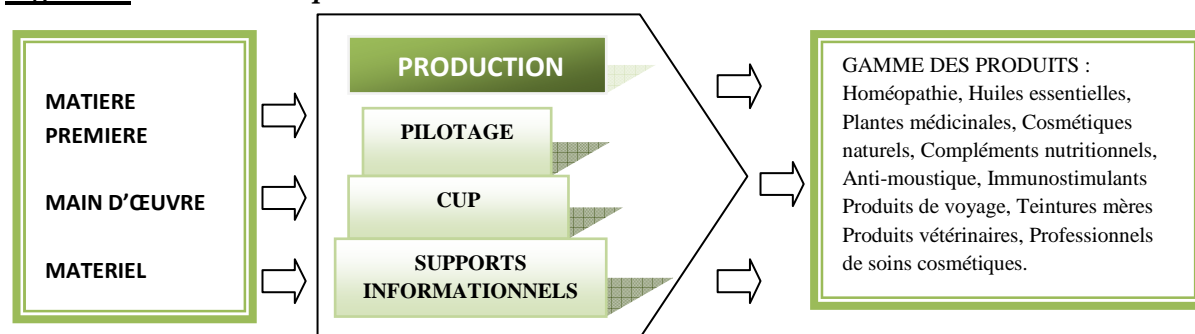 MATIERE
PREMIERE
MAIN D'ŒUVRE
MATERIEL
PRODUCTION
PILOTAGE
CUP
SUPPORTS
INFORMATIONNELS
GAMME DES PRODUITS :
Homéopathie, Huiles essentielles,
Plantes médicinales, Cosmétiques
naturels, Compléments nutritionnels,
Anti-moustique, Immunostimulants
Produits de voyage, Teintures mères
Produits vétérinaires, Professionnels
de soins cosmétiques.